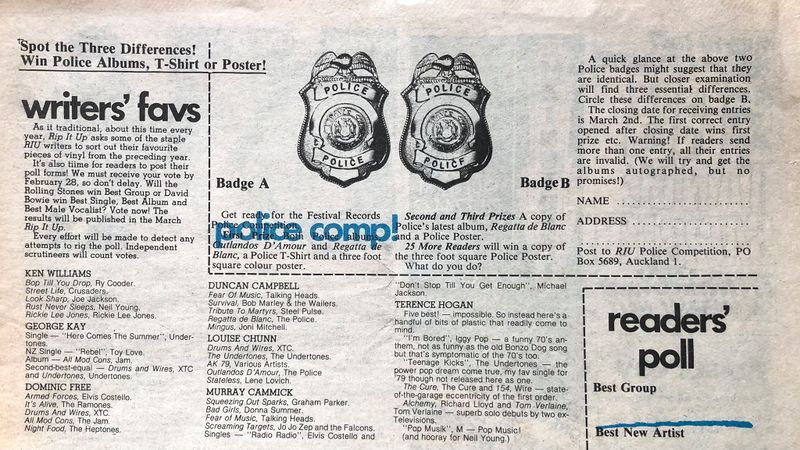 Spot the Three Differences!
Win Police Albums, T-Shirt or Poster!
writers' favs
As it traditional, about this time every
year, Rip It Up asks some of the staple
RIU writers to sort out their favourite
pieces of vinyl from the preceding year.
It's also tiime for readers to post their
poll forms! We must receive your vote by
February 28, so don't delay. Will the
Rolling Stones win Best Group or David
Bowie win Best Single, Best Album and
Best Male Vocalist? Vote now! The
results will be published in the March
Rip It Up.
Every effort will be made to detect any
attempts to rig the poll. Independent
scrutineers will count votes.
POLICE
POLICE
Badge A
POLICE
POLICE
Badge B
police comp!
Get ready for the Festival Records
Police competition.
First Prize Both Police albums,
Outlandos D'Amour and Regatta de
Blanc, a Police T-Shirt and a three foot
square colour poster.
Second and Third Prizes A copy of
Police's latest album, Regatta de Blanc
and a Police Poster.
25 More Readers will win a copy of
the three foot square Police Poster.
What do you do?
A quick glance at the above two
Police badges might suggest that they
are identical. But closer examination
will find three essential differences.
Circle these differences on badge B.
The closing date for receiving entries
is March 2nd. The first correct entry
opened after closing date wins first
prize etc. Warning! If readers send
more than one entry, all their entries
are invalid. (We will try and get the
albums autographed, but no
promises!)
NAME
ADDRESS
Post to RIU Police Competition, PO
Box 5689, Auckland 1.
KEN WILLIAMS
Bop Till You Drop, Ry Cooder.
Street Life, Crusaders.
Look Sharp, Joe Jackson.
Rust Never Sleeps, Neil Young.
Rickie Lee Jones, Rickie Lee Jones.
GEORGE KAY
Single — "Here Comes The Summer", Under-
tones.
NZ Single — "Rebel", Toy Love.
Album — All Mod Cons, Jam.
Second-best-equal — Drums and Wires, XTC
and Undertones, Undertones.
DOMINIC FREE
Armed Forces, Elvis Costello.
It's Alive, The Ramones.
Drums And Wires, XTC.
All Mod Cons, The Jam.
Night Food, The Heptones.
DUNCAN CAMPBELL
Fear Of Music, Talking Heads.
Survival, Bob Marley & the Wailers.
Tribute To Martyrs, Steel Pulse.
Regatta de Blanc, The Police.
Mingus, Joni Mitchell.
LOUISE CHUNN
Drums And Wires, XTC.
The Undertones, The Undertones.
AK 79, Various Artists.
Outlandos D'Amour, The Police
Stateless, Lene Lovich.
MURRAY CAMMICK
Squeezing Out Sparks, Graham Parker.
Bad Girls, Donna Summer.
Fear of Music, Talking Heads.
Screaming Targets, Jo Jo Zep and the Falcons.
Singles — "Radio Radio", Elvis Costello and
"Don't Stop Till You Get Enough", Michael
Jackson.
TERENCE HOGAN
Five best! — impossible. So instead here's a
handful of bits of plastic that readily come to
mind.
"I'm Bored", Iggy Pop — a funny 70's an-
them, not as funny as the old Bonzo Dog song
but that's symptomatic of the 70's too.
"Teenage Kicks", The Undertones — the
power pop dream come true, my fav single for
'79 though not released here as one.
The Cure, The Cure and 154, Wire — state-
of-the-garage eccentricity of the first order.
Alchemy, Richard Lloyd and Tom Verlaine,
Tom Verlaine — superb solo debuts by two ex-
Televisions.
"Pop Musik", M — Pop Music!
(and hooray for Neil Young.)
readers'
poll
Best Group
Best New Artist